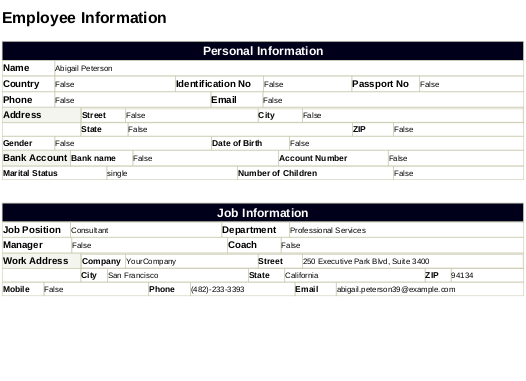 Employee Information
Personal Information
Name Abigail Peterson
Country False Identification No False Passport No False
Phone False Email False
Address Street False City False
State False ZIP False
Gender False Date of Birth False
Bank Account Bank name False Account Number False
Marital Status single Number of Children False
Job Information
Job Position Consultant Department Professional Services
Manager False Coach False
Work Address Company YourCompany Street 250 Executive Park Blvd, Suite 3400
City San Francisco State California ZIP 94134
Mobile False Phone (482)-233-3393 Email abigail.peterson39@example.com